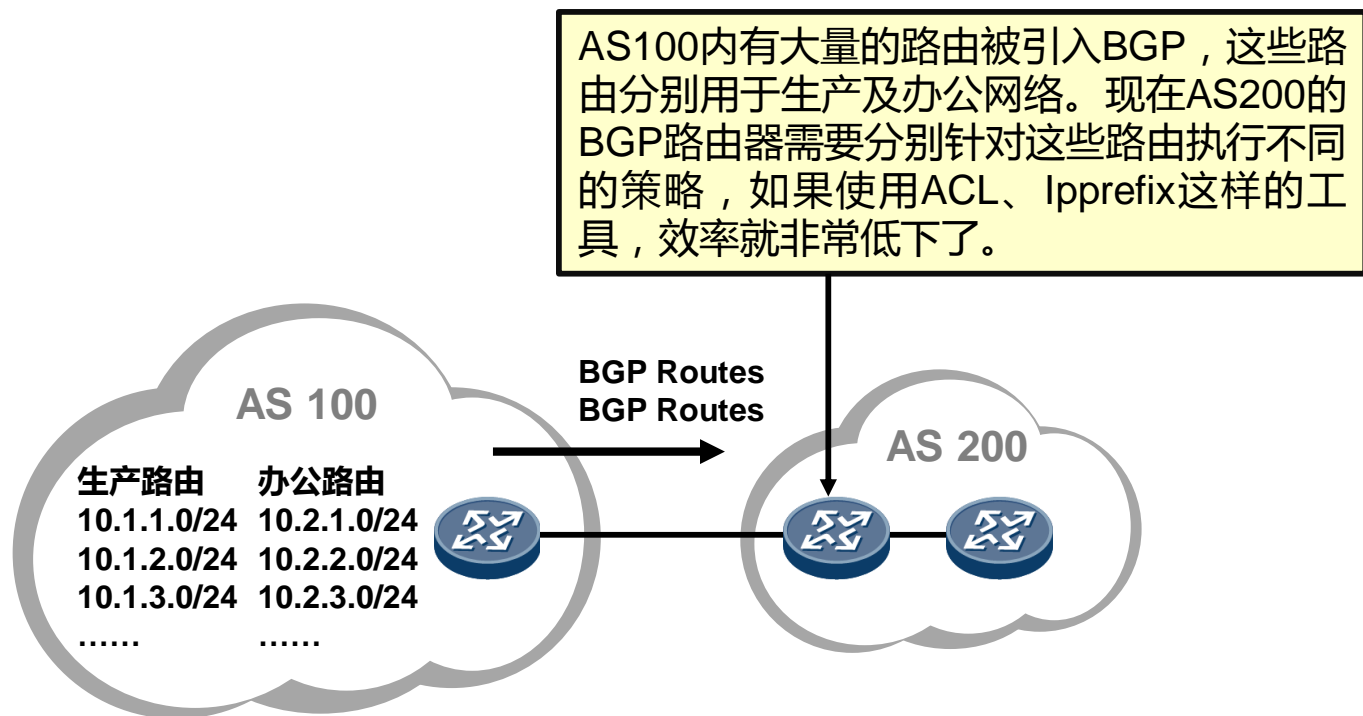 AS100内有大量的路由被引入BGP，这些路
由分别用于生产及办公网络。现在AS200的
BGP路由器需要分别针对这些路由执行不同
的策略，如果使用ACL、Ipprefix这样的工
具，效率就非常低下了。
BGP Routes
BGP Routes
AS 100
AS 200
生产路由 办公路由
10.1.1.0/24 10.2.1.0/24
10.1.2.0/24 10.2.2.0/24
10.1.3.0/24 10.2.3.0/24
…… ……